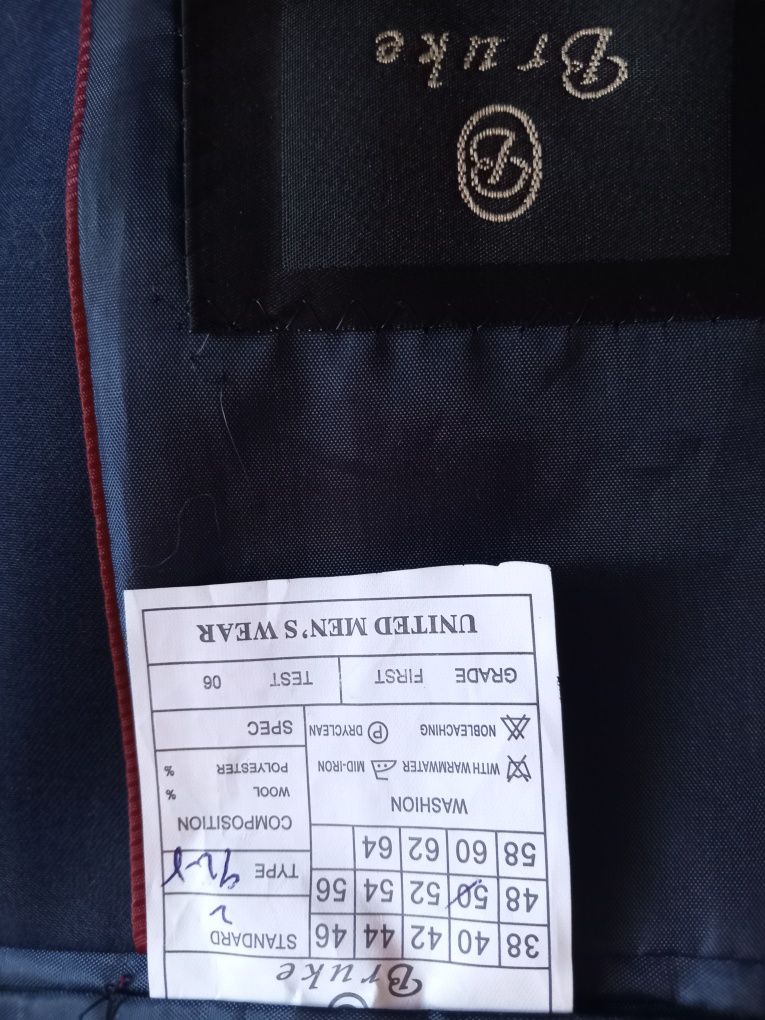 Bruke
38 40 42 44 46 STANDARD 2
48 50 52 54 56 TYPE
58 60 62 64
COMPOSITION
WASHION
WOOL %
WITH WARMWATER MID-IRON POLYESTER %
NOBLEACHING P DRYCLEAN SPEC
GRADE FIRST TEST 06
UNITED MEN'S WEAR
B
Bruke